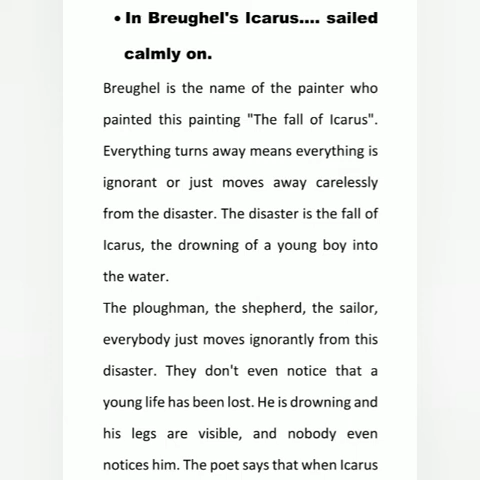 • In Breughel's Icarus.... sailed
calmly on.
Breughel is the name of the painter who
painted this painting "The fall of Icarus".
Everything turns away means everything is
ignorant or just moves away carelessly
from the disaster. The disaster is the fall of
Icarus, the drowning of a young boy into
the water.
The ploughman, the shepherd, the sailor,
everybody just moves ignorantly from this
disaster. They don't even notice that a
young life has been lost. He is drowning and
his legs are visible, and nobody even
notices him. The poet says that when Icarus